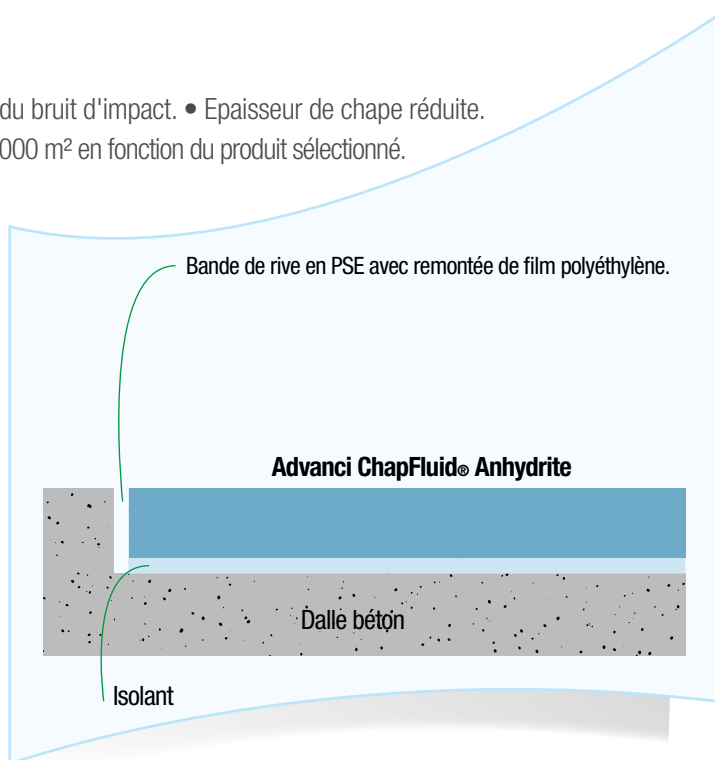 du bruit d'impact. • Epaisseur de chape réduite.
000 m² en fonction du produit sélectionné.
Bande de rive en PSE avec remontée de film polyéthylène.
Advanci ChapFluid® Anhydrite
Dalle béton
Isolant